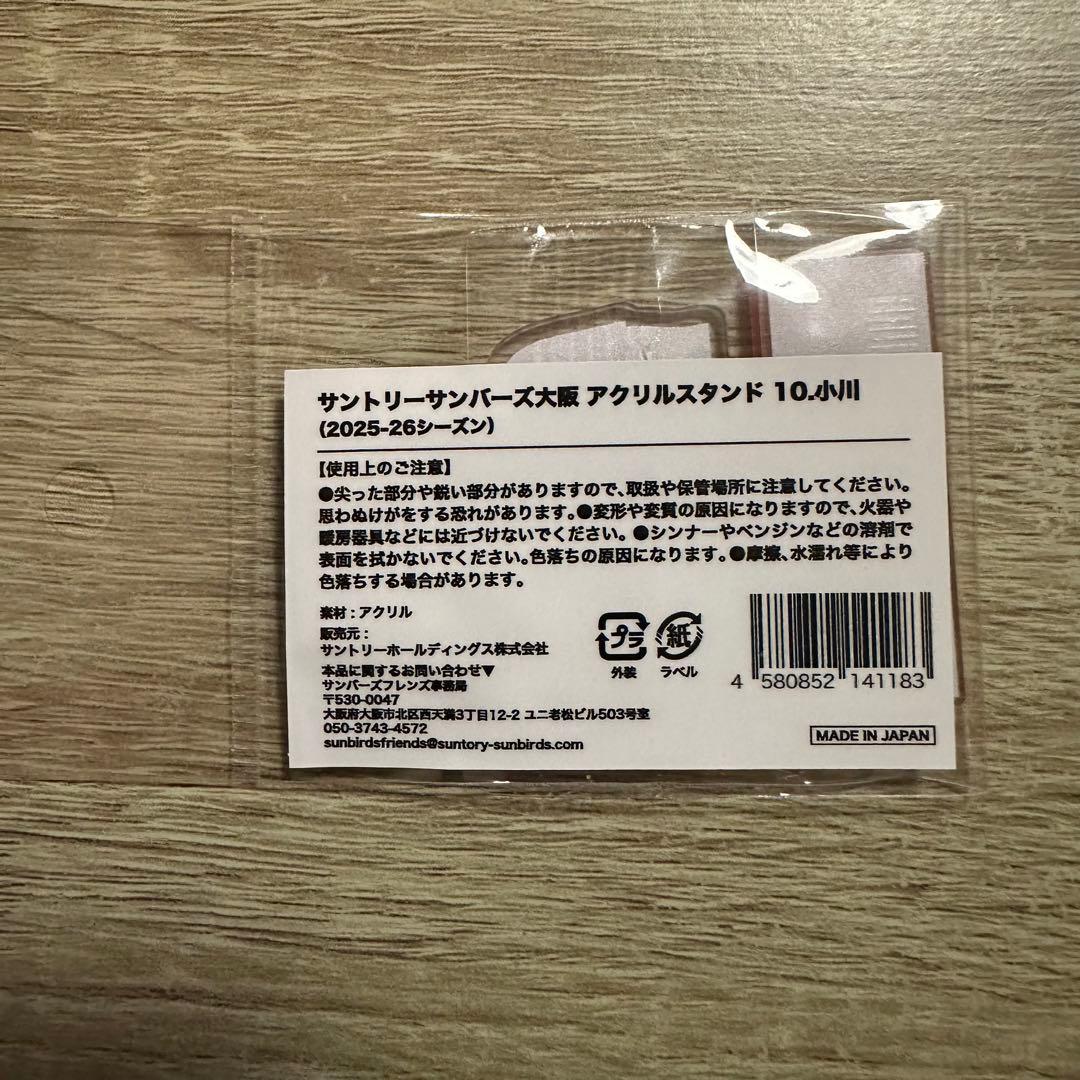 サントリーサンバーズ大阪 アクリルスタンド 10.小川
(2025-26シーズン)
【使用上のご注意】
●尖った部分や鋭い部分がありますので、取扱や保管場所に注意してください。
思わぬけがをする恐れがあります。●変形や変質の原因になりますので、火器や
暖房器具などには近づけないでください。●シンナーやベンジンなどの溶剤で
表面を拭かないでください。色落ちの原因になります。●摩擦、水濡れ等により
色落ちする場合があります。
素材：アクリル
販売元：
サントリーホールディングス株式会社
本品に関するお問い合わせ▼
サンバーズフレンズ事務局
〒530-0047
大阪府大阪市北区西天満3丁目12-2 ユニ老松ビル503号室
050-3743-4572
sunbirdsfriends@suntory-sunbirds.com
プラ
外装
紙
ラベル
4 580852 141183
MADE IN JAPAN